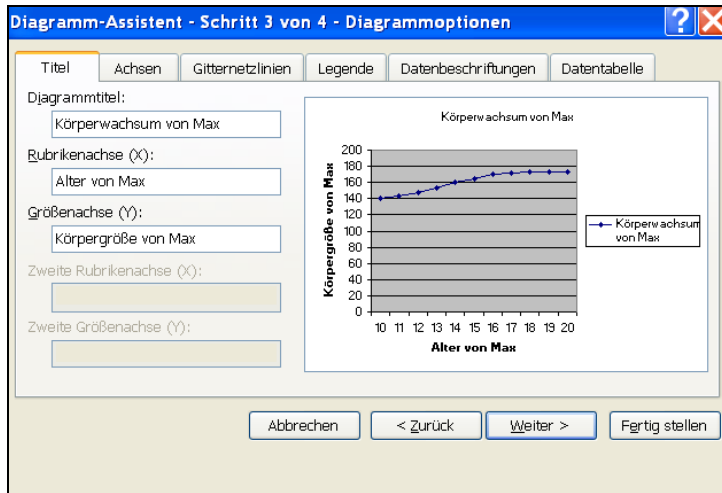 Diagramm-Assistent - Schritt 3 von 4 - Diagrammoptionen
Titel
Achsen
Gitternetzlinien
Legende
Datenbeschriftungen
Datentabelle
Diagrammtitel:
Körperwachsum von Max
Rubrikenachse (X):
Alter von Max
Größenachse (Y):
Körpergröße von Max
Zweite Rubrikenachse (X):
Zweite Größenachse (Y):
Körperwachsum von Max
Körpergröße von Max
200
180
160
140
120
100
80
60
40
20
0
10 11 12 13 14 15 16 17 18 19 20
Alter von Max
Körperwachsum
von Max
Abbrechen
< Zurück
Weiter >
Fertig stellen